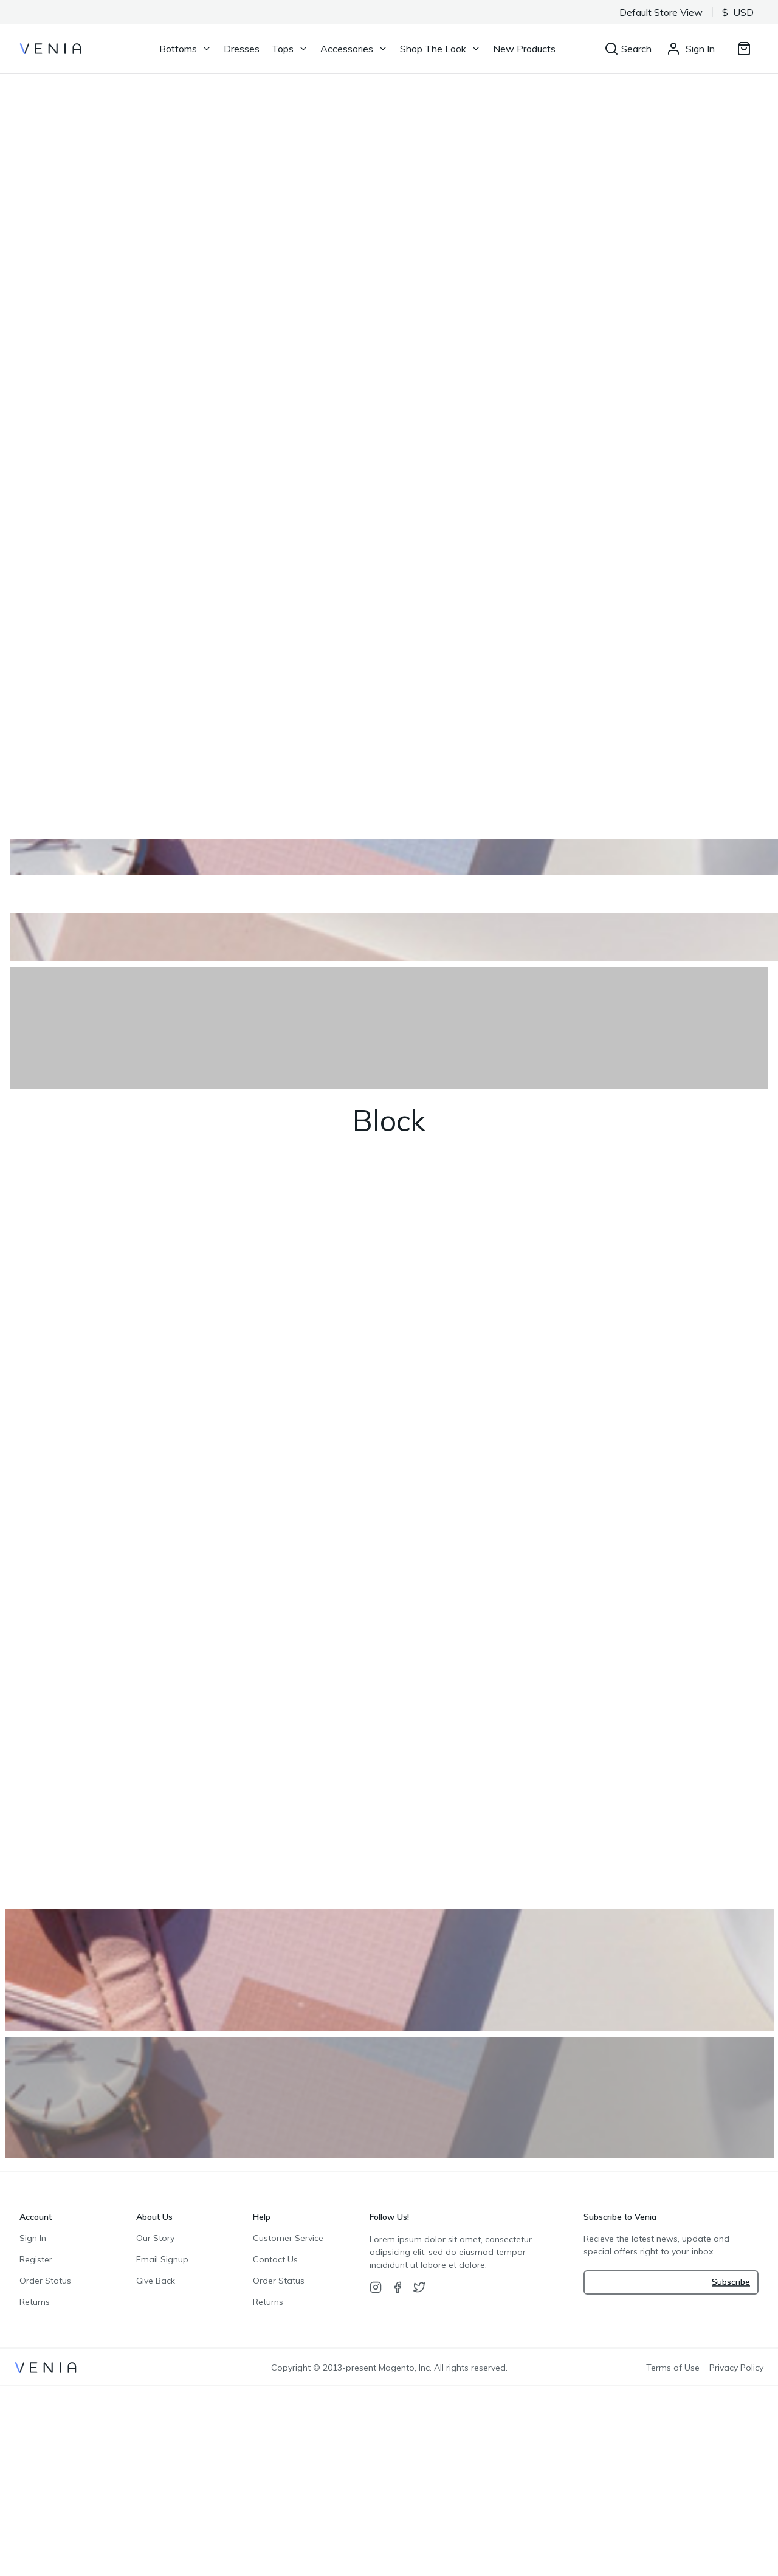 Default Store View $ USD
VENIA Bottoms Dresses Tops Accessories Shop The Look New Products Search Sign In
Block
Account
Sign In
Register
Order Status
Returns
About Us
Our Story
Email Signup
Give Back
Help
Customer Service
Contact Us
Order Status
Returns
Follow Us!
Lorem ipsum dolor sit amet, consectetur
adipsicing elit, sed do eiusmod tempor
incididunt ut labore et dolore.
Subscribe to Venia
Recieve the latest news, update and
special offers right to your inbox.
Subscribe
VENIA Copyright © 2013-present Magento, Inc. All rights reserved. Terms of Use Privacy Policy